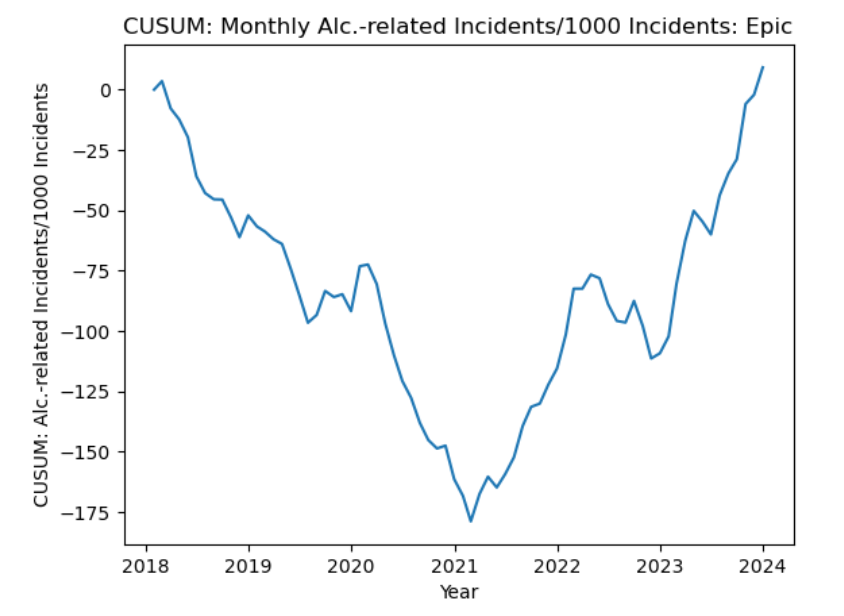 CUSUM: Monthly Alc.-related Incidents/1000 Incidents: Epic
CUSUM: Alc.-related Incidents/1000 Incidents
0
−25
−50
−75
−100
−125
−150
−175
2018 2019 2020 2021 2022 2023 2024
Year